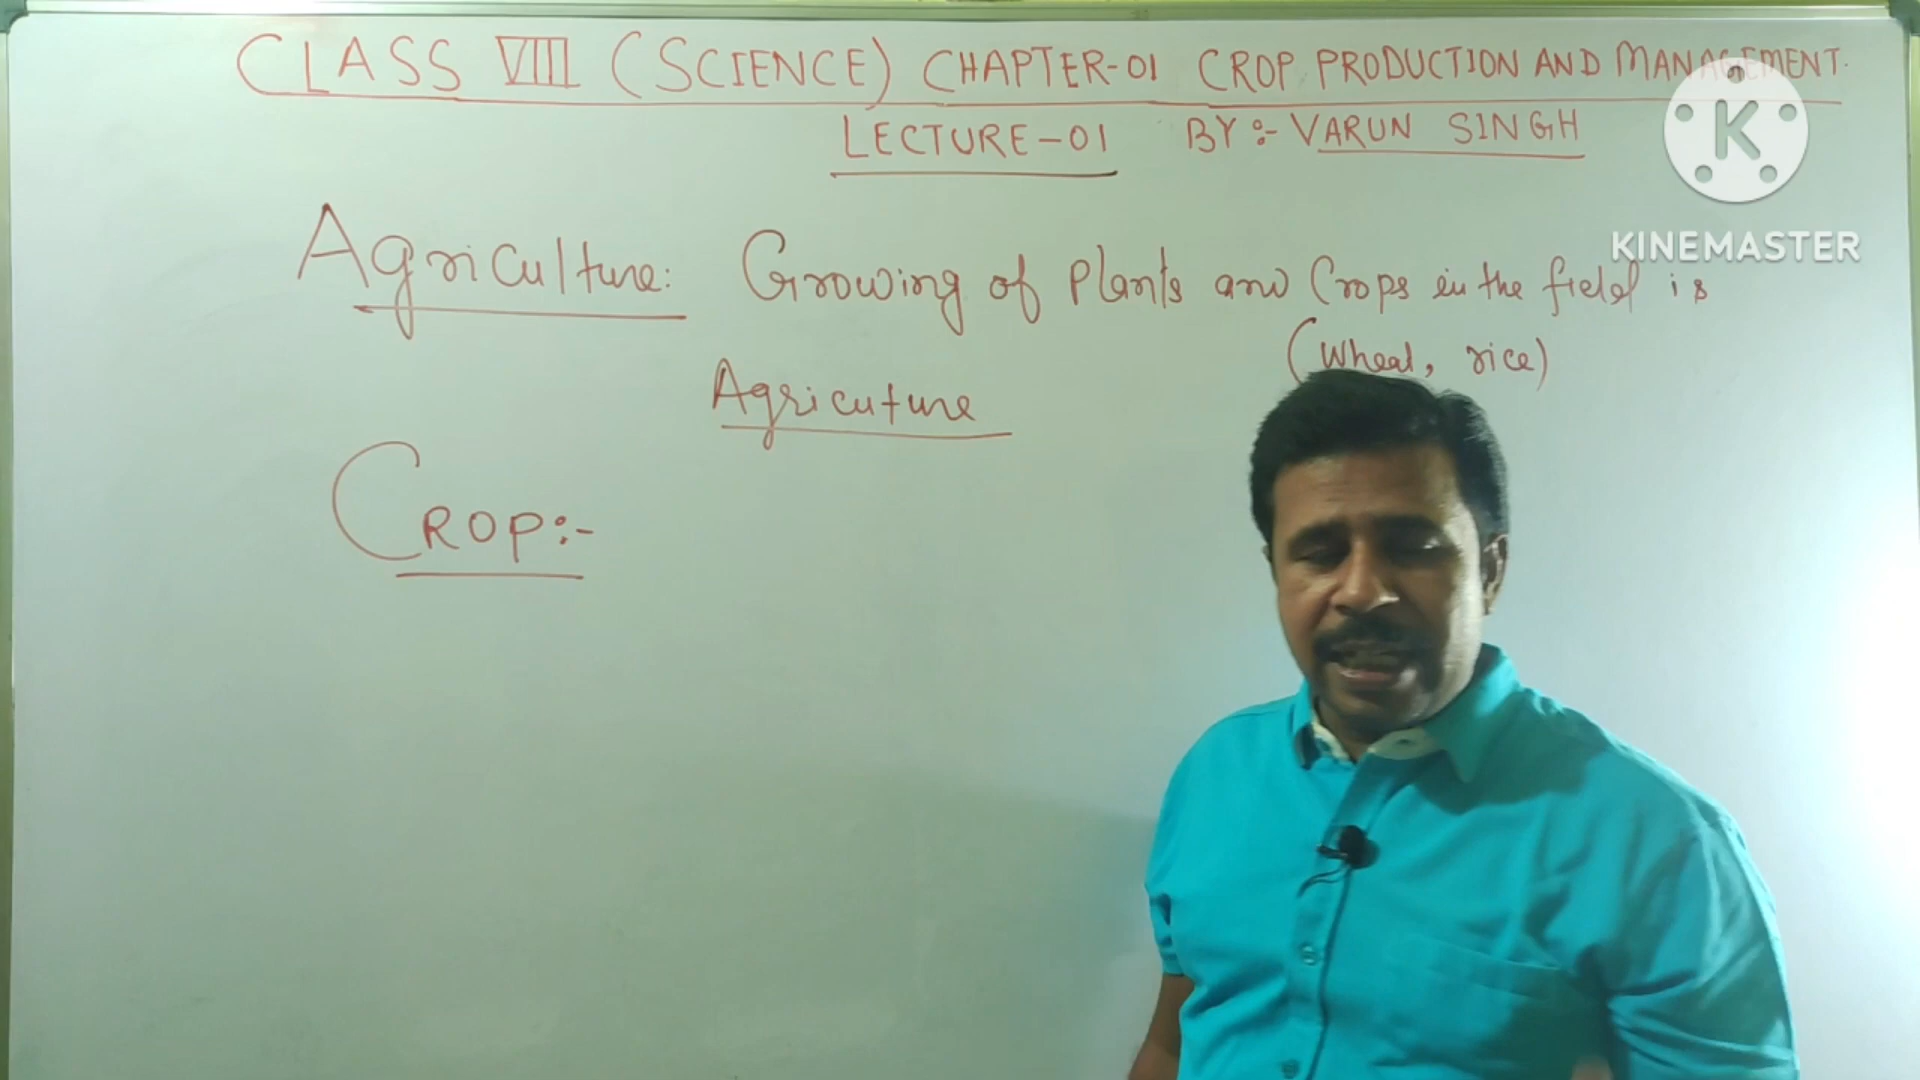 CLASS VIII (SCIENCE) CHAPTER-01 CROP PRODUCTION AND MANAGEMENT.
LECTURE-01 BY:- VARUN SINGH
K
KINEMASTER
Agriculture: Growing of Plants and Crops in the field is
(Wheat, rice)
Agricuture
CROP:-